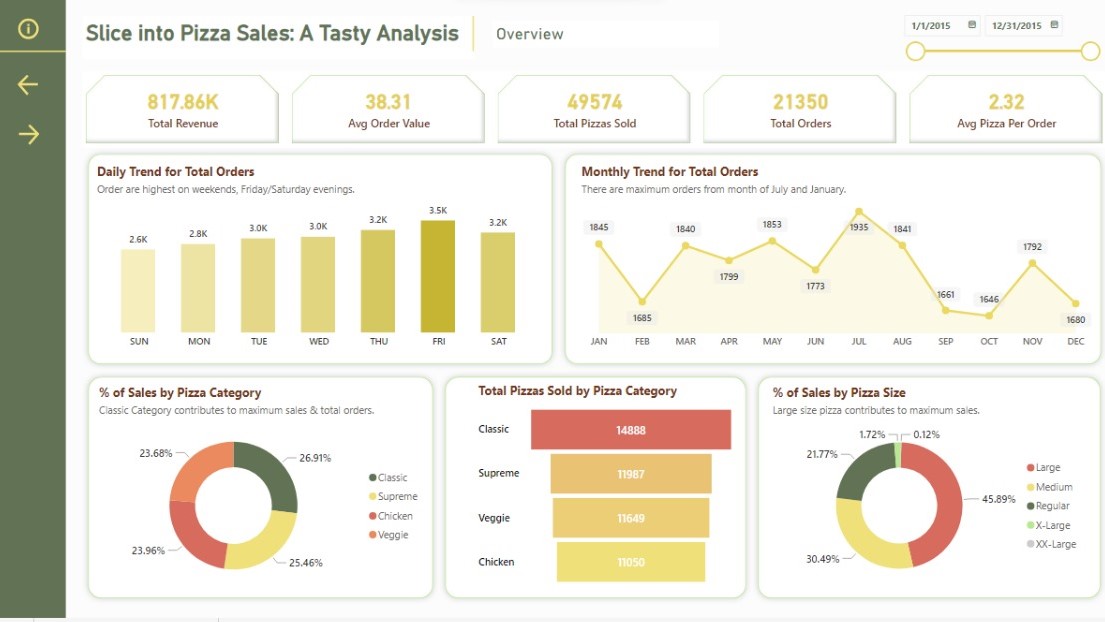 Slice into Pizza Sales: A Tasty Analysis
Overview
1/1/2015
12/31/2015
817.86K
Total Revenue
38.31
Avg Order Value
49574
Total Pizzas Sold
21350
Total Orders
2.32
Avg Pizza Per Order
Daily Trend for Total Orders
Order are highest on weekends, Friday/Saturday evenings.
2.6K
2.8K
3.0K
3.0K
3.2K
3.5K
3.2K
SUN
MON
TUE
WED
THU
FRI
SAT
Monthly Trend for Total Orders
There are maximum orders from month of July and January.
1845
1685
1840
1799
1853
1773
1935
1841
1661
1646
1792
1680
JAN
FEB
MAR
APR
MAY
JUN
JUL
AUG
SEP
OCT
NOV
DEC
% of Sales by Pizza Category
Classic Category contributes to maximum sales & total orders.
23.68%
26.91%
23.96%
25.46%
Classic
Supreme
Chicken
Veggie
Total Pizzas Sold by Pizza Category
Classic
14888
Supreme
11987
Veggie
11649
Chicken
11050
% of Sales by Pizza Size
Large size pizza contributes to maximum sales.
1.72%
0.12%
21.77%
45.89%
30.49%
Large
Medium
Regular
X-Large
XX-Large